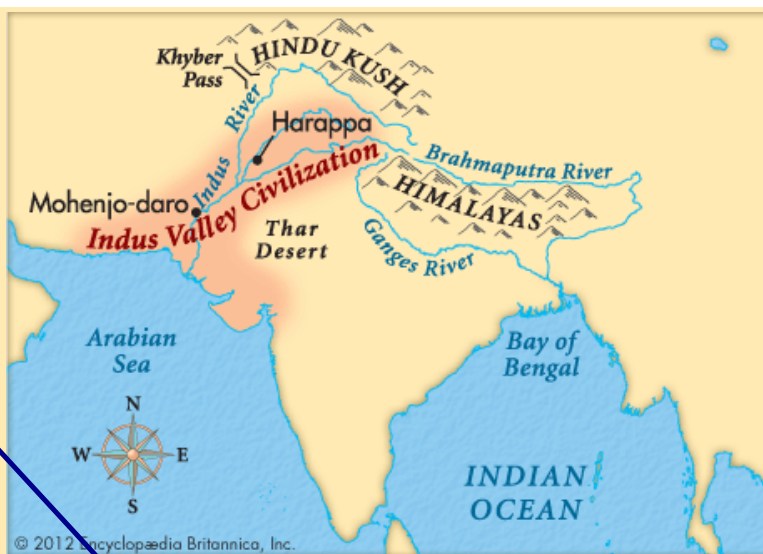 Khyber
Pass
HINDU KUSH
Indus River
Harappa
Mohenjo-daro
Indus Valley Civilization
Thar
Desert
Brahmaputra River
HIMALAYAS
Ganges River
Arabian
Sea
Bay of
Bengal
N
W
E
S
INDIAN
OCEAN
© 2012 Encyclopædia Britannica, Inc.